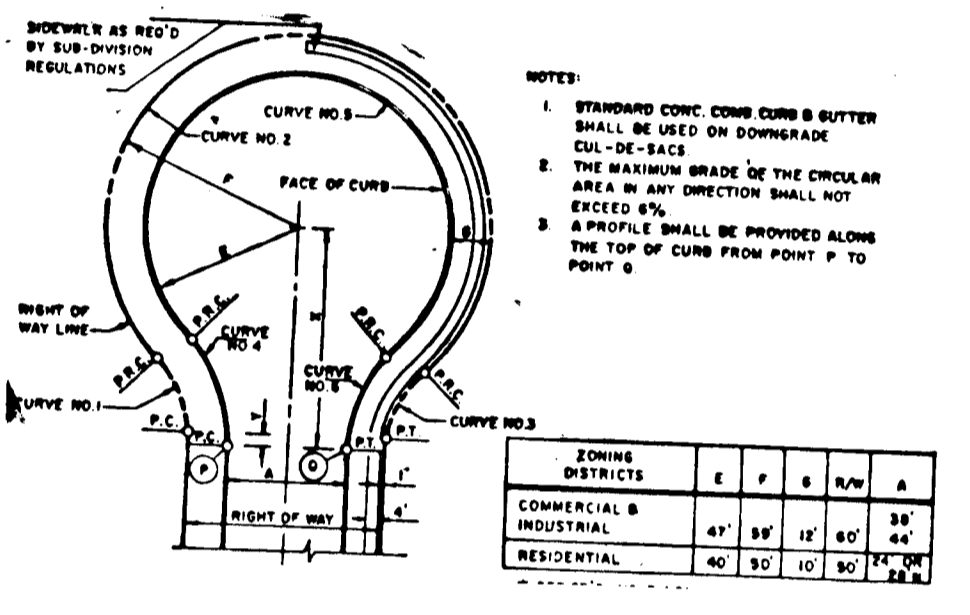 SIDEWALK AS REQ'D
BY SUB-DIVISION
REGULATIONS
CURVE NO. 5
CURVE NO. 2
F
FACE OF CURB
E
G
X
RIGHT OF
WAY LINE
P.R.C.
CURVE
NO 4
P.R.C.
P.R.C.
CURVE
NO. 6
P.R.C.
CURVE NO. 1
CURVE NO. 3
P.C.
P.C.
Y
P.T.
P.T.
P
Q
A
1'
RIGHT OF WAY
4'
NOTES:
1. STANDARD CONC. COMB. CURB & GUTTER
SHALL BE USED ON DOWNGRADE
CUL-DE-SACS.
2. THE MAXIMUM GRADE OF THE CIRCULAR
AREA IN ANY DIRECTION SHALL NOT
EXCEED 6%.
3. A PROFILE SHALL BE PROVIDED ALONG
THE TOP OF CURB FROM POINT P TO
POINT Q.
ZONING
DISTRICTS E F G R/W A
COMMERCIAL &
INDUSTRIAL 47' 59' 12' 60' 38'
44'
RESIDENTIAL 40' 50' 10' 50' 24' OR
28'